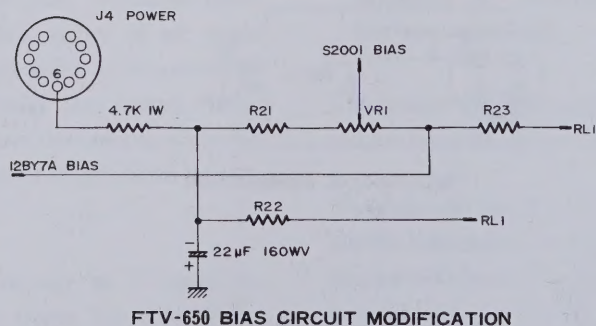 J4 POWER
6
S2001 BIAS
4.7K 1W
R21
VR1
R23
RL1
12BY7A BIAS
R22
RL1
−
+
22μF 160WV
FTV-650 BIAS CIRCUIT MODIFICATION